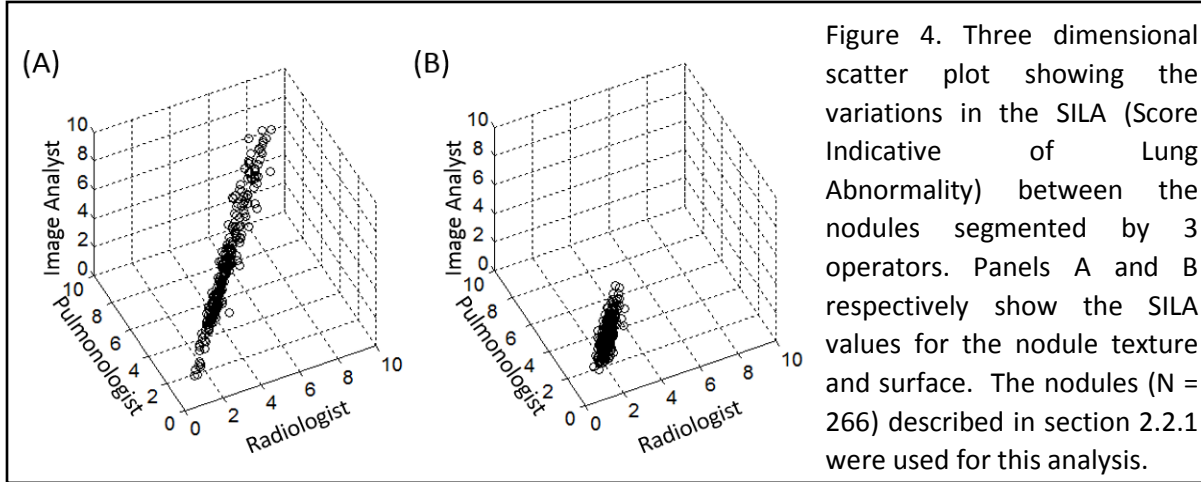 (A)
10
8
6
4
2
0
Image Analyst
10
8
6
4
2
0
Pulmonologist
0
2
4
6
8
10
Radiologist
(B)
10
8
6
4
2
0
Image Analyst
10
8
6
4
2
0
Pulmonologist
0
2
4
6
8
10
Radiologist
Figure 4. Three dimensional
scatter plot showing the
variations in the SILA (Score
Indicative of Lung
Abnormality) between the
nodules segmented by 3
operators. Panels A and B
respectively show the SILA
values for the nodule texture
and surface. The nodules (N =
266) described in section 2.2.1
were used for this analysis.